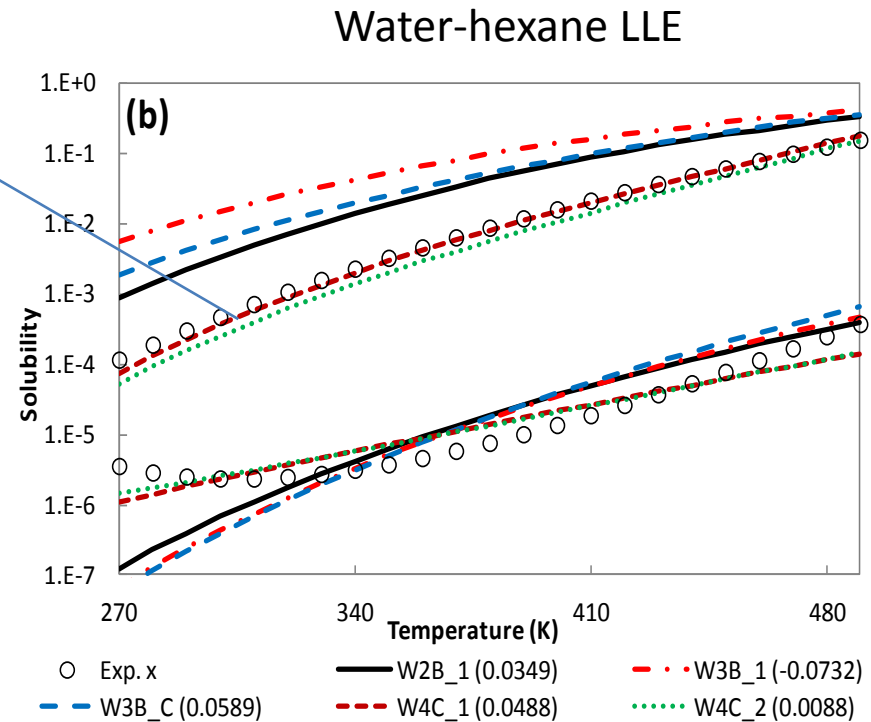 Water-hexane LLE
(b)
1.E+0
1.E-1
1.E-2
1.E-3
1.E-4
1.E-5
1.E-6
1.E-7
Solubility
270 340 410 480
Temperature (K)
Exp. x W2B_1 (0.0349) W3B_1 (-0.0732)
W3B_C (0.0589) W4C_1 (0.0488) W4C_2 (0.0088)